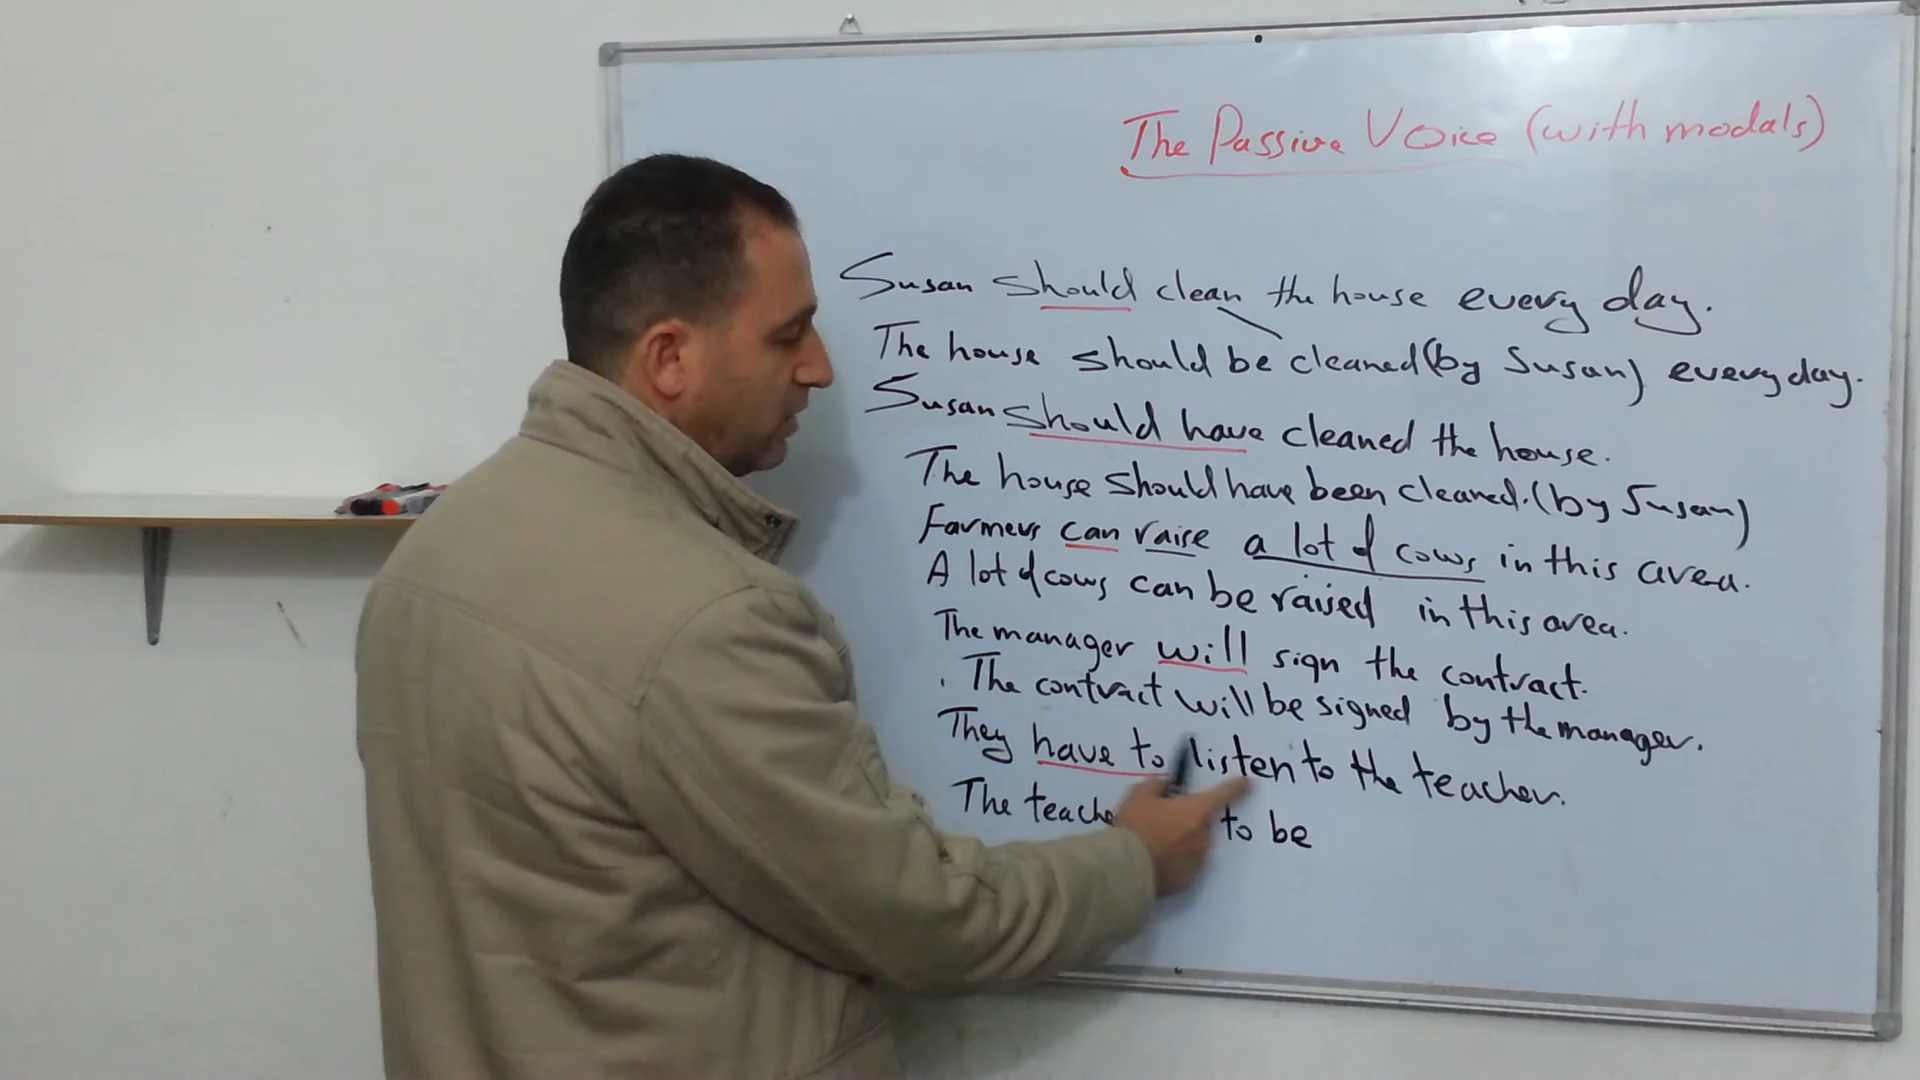 The Passive Voice (with modals)
Susan should clean the house every day.
The house should be cleaned (by Susan) every day.
Susan should have cleaned the house.
The house should have been cleaned. (by Susan)
Farmers can raise a lot of cows in this area.
A lot of cows can be raised in this area.
The manager will sign the contract.
The contract will be signed by the manager.
They have to listen to the teacher.
The teache to be